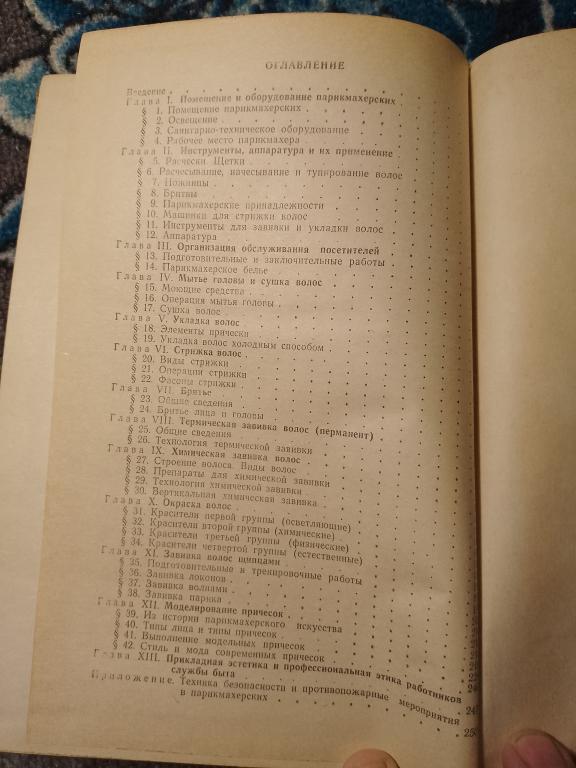 ОГЛАВЛЕНИЕ
Введение
Глава I. Помещение и оборудование парикмахерских
§ 1. Помещение парикмахерских
§ 2. Освещение
§ 3. Санитарно-техническое оборудование
§ 4. Рабочее место парикмахера
Глава II. Инструменты, аппаратура и их применение
§ 5. Расчески. Щетки
§ 6. Расчесывание, начесывание и тупирование волос
§ 7. Ножницы
§ 8. Бритвы
§ 9. Парикмахерские принадлежности
§ 10. Машинки для стрижки волос
§ 11. Инструменты для завивки и укладки волос
§ 12. Аппаратура
Глава III. Организация обслуживания посетителей
§ 13. Подготовительные и заключительные работы
§ 14. Парикмахерское белье
Глава IV. Мытье головы и сушка волос
§ 15. Моющие средства
§ 16. Операция мытья головы
§ 17. Сушка волос
Глава V. Укладка волос
§ 18. Элементы прически
§ 19. Укладка волос холодным способом
Глава VI. Стрижка волос
§ 20. Виды стрижки
§ 21. Операции стрижки
§ 22. Фасоны стрижки
Глава VII. Бритье
§ 23. Общие сведения
§ 24. Бритье лица и головы
Глава VIII. Термическая завивка волос (перманент)
§ 25. Общие сведения
§ 26. Технология термической завивки
Глава IX. Химическая завивка волос
§ 27. Строение волоса. Виды волос
§ 28. Препараты для химической завивки
§ 29. Технология химической завивки
§ 30. Вертикальная химическая завивка
Глава X. Окраска волос
§ 31. Красители первой группы (осветляющие)
§ 32. Красители второй группы (химические)
§ 33. Красители третьей группы (физические)
§ 34. Красители четвертой группы (естественные)
Глава XI. Завивка волос щипцами
§ 35. Подготовительные и тренировочные работы
§ 36. Завивка локонов
§ 37. Завивка волнами
§ 38. Завивка парика
Глава XII. Моделирование причесок
§ 39. Из истории парикмахерского искусства
§ 40. Типы лица и типы причесок
§ 41. Выполнение модельных причесок
§ 42. Стиль и мода современных причесок
Глава XIII. Прикладная эстетика и профессиональная этика работников
службы быта
Приложение. Техника безопасности и противопожарные мероприятия
в парикмахерских